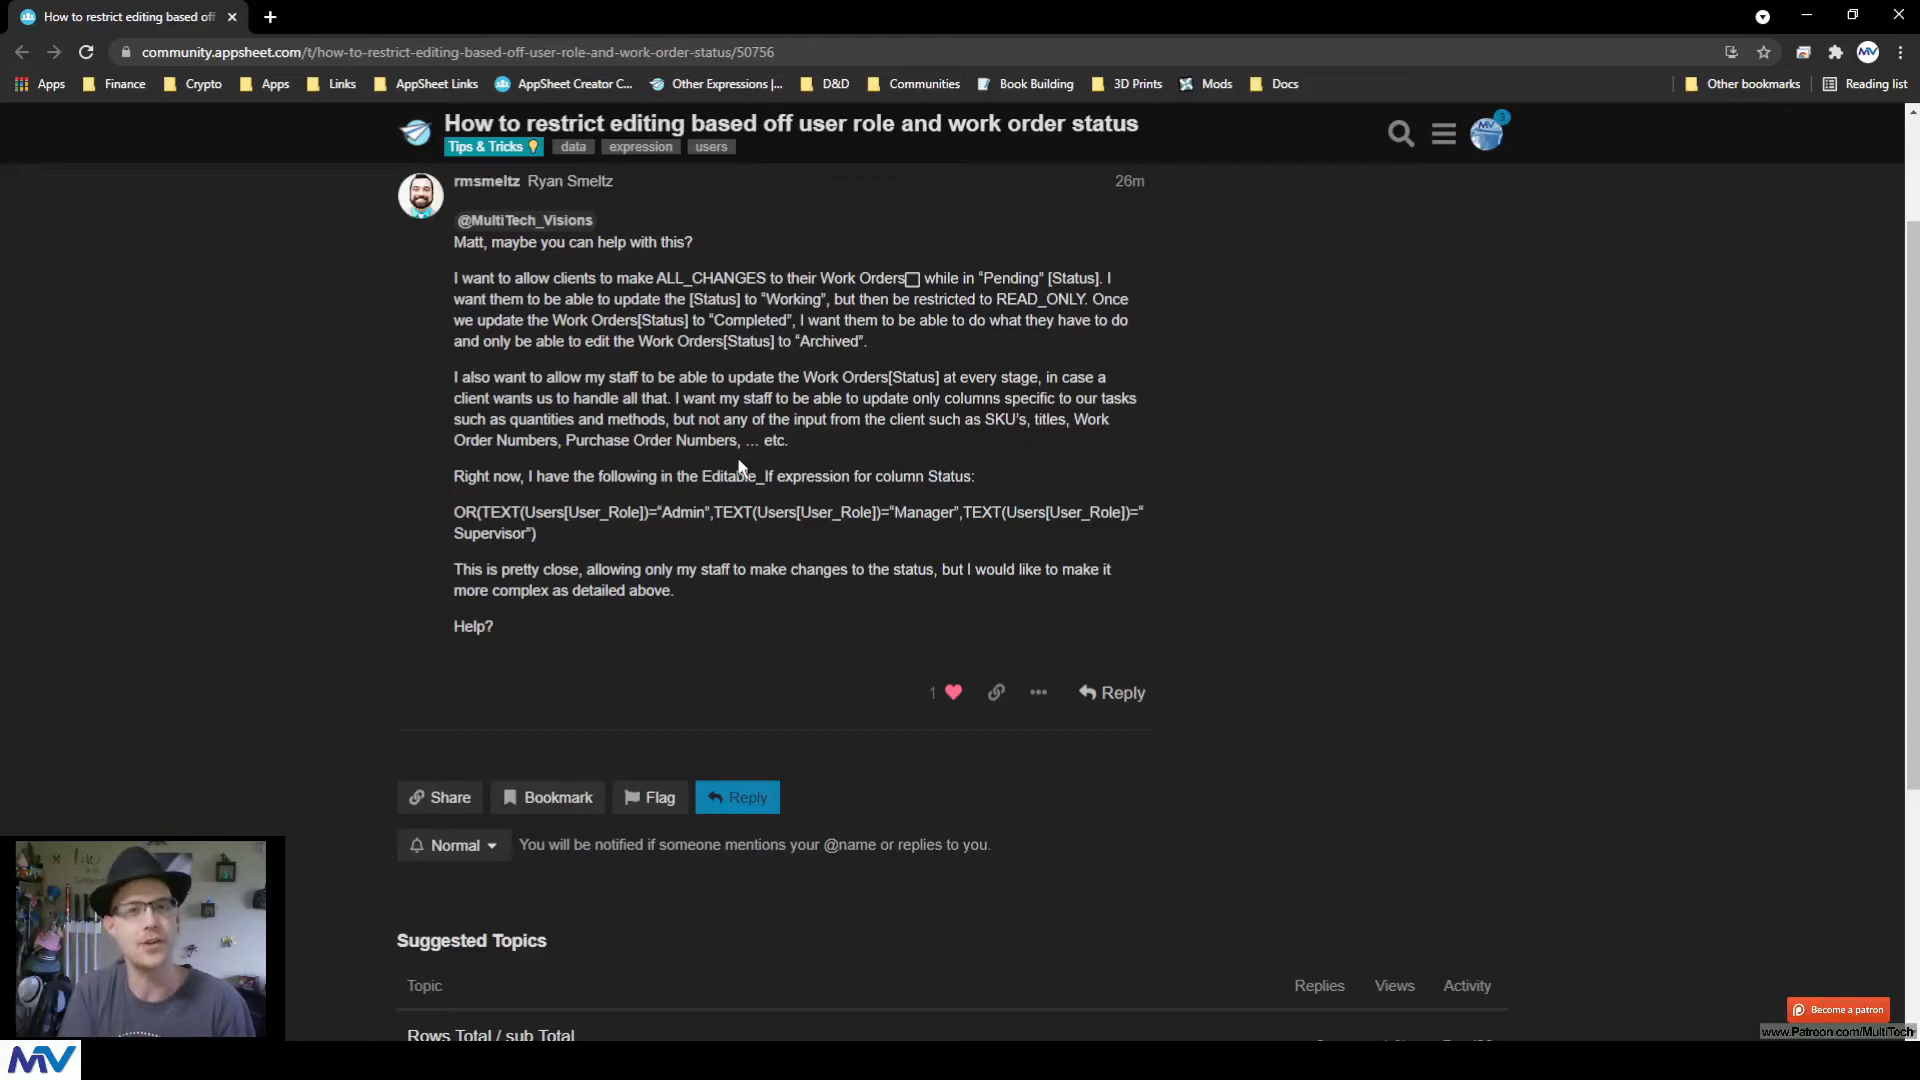 How to restrict editing based off
community.appsheet.com/t/how-to-restrict-editing-based-off-user-role-and-work-order-status/50756
Apps Finance Crypto Apps Links AppSheet Links AppSheet Creator C... Other Expressions |... D&D Communities Book Building 3D Prints Mods Docs Other bookmarks Reading list
How to restrict editing based off user role and work order status
Tips & Tricks data expression users
3
MV
rmsmeltz Ryan Smeltz 26m
@MultiTech_Visions
Matt, maybe you can help with this?
I want to allow clients to make ALL_CHANGES to their Work Orders while in “Pending” [Status]. I
want them to be able to update the [Status] to “Working”, but then be restricted to READ_ONLY. Once
we update the Work Orders[Status] to “Completed”, I want them to be able to do what they have to do
and only be able to edit the Work Orders[Status] to “Archived”.
I also want to allow my staff to be able to update the Work Orders[Status] at every stage, in case a
client wants us to handle all that. I want my staff to be able to update only columns specific to our tasks
such as quantities and methods, but not any of the input from the client such as SKU’s, titles, Work
Order Numbers, Purchase Order Numbers, … etc.
Right now, I have the following in the Editable_If expression for column Status:
OR(TEXT(Users[User_Role])=“Admin”,TEXT(Users[User_Role])=“Manager”,TEXT(Users[User_Role])=“
Supervisor”)
This is pretty close, allowing only my staff to make changes to the status, but I would like to make it
more complex as detailed above.
Help?
1 Reply
Share Bookmark Flag Reply
Normal You will be notified if someone mentions your @name or replies to you.
Suggested Topics
Topic Replies Views Activity
Rows Total / sub Total
Become a patron
www.Patreon.com/MultiTech
MV